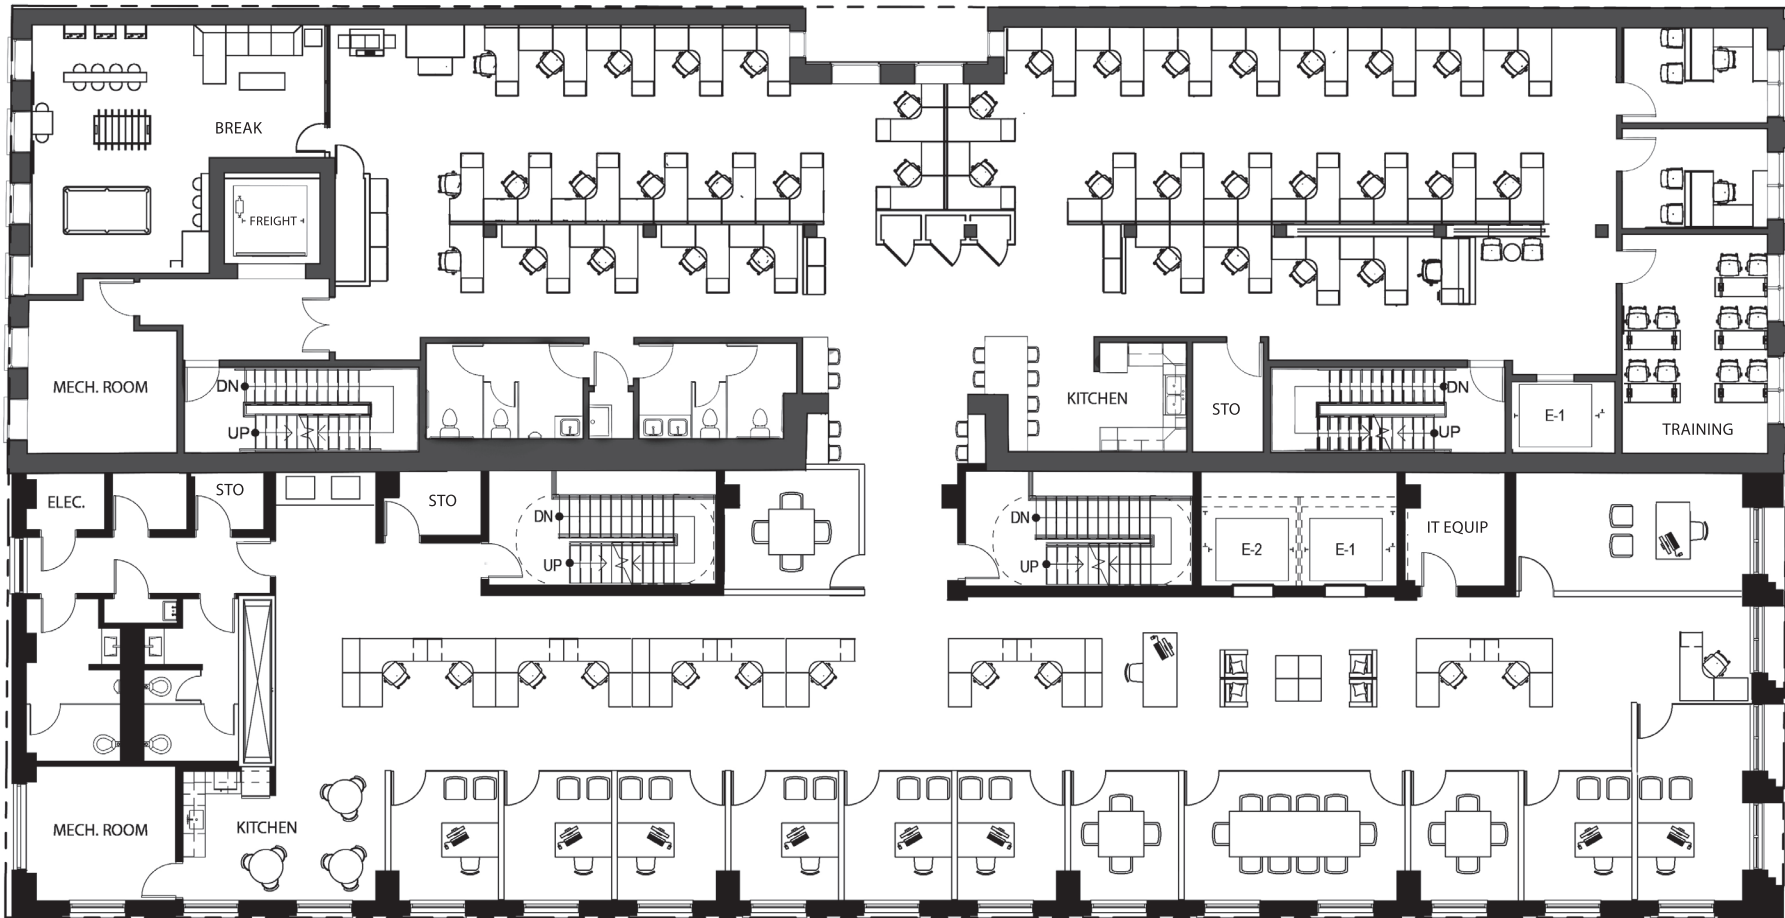 BREAK
FREIGHT
MECH. ROOM
DN
UP
KITCHEN
STO
DN
UP
E-1
TRAINING
ELEC.
STO
STO
DN
UP
DN
UP
E-2
E-1
IT EQUIP
MECH. ROOM
KITCHEN